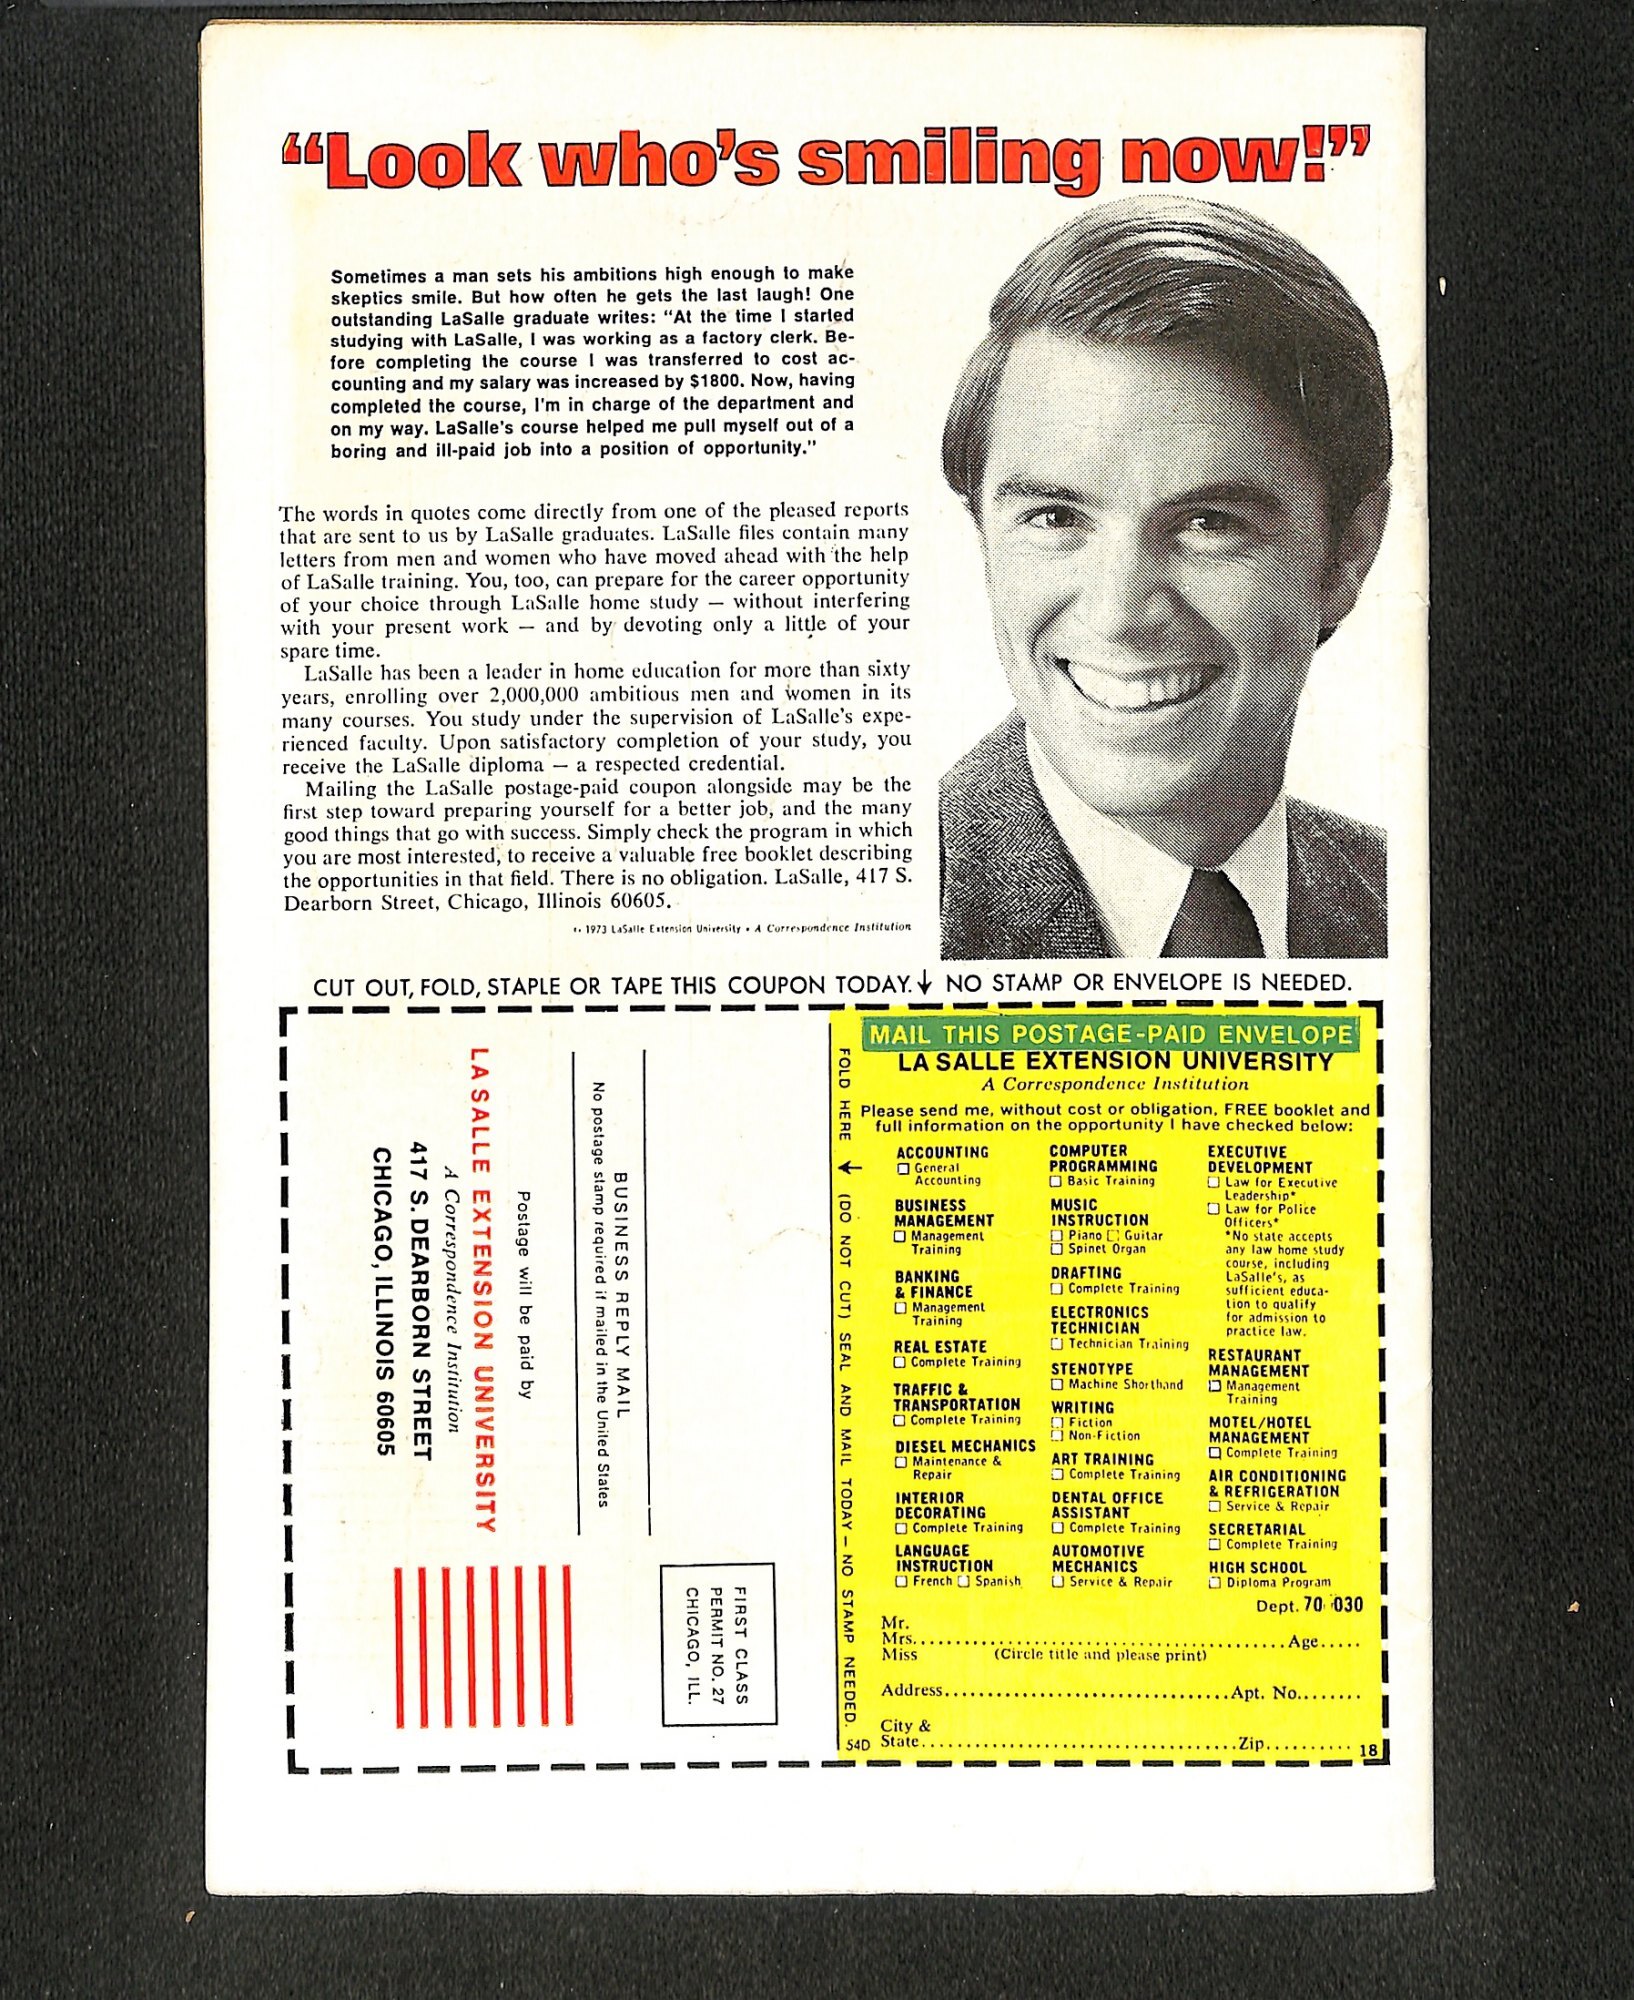 “Look who’s smiling now!”
Sometimes a man sets his ambitions high enough to make
skeptics smile. But how often he gets the last laugh! One
outstanding LaSalle graduate writes: "At the time I started
studying with LaSalle, I was working as a factory clerk. Be-
fore completing the course I was transferred to cost ac-
counting and my salary was increased by $1800. Now, having
completed the course, I'm in charge of the department and
on my way. LaSalle's course helped me pull myself out of a
boring and ill-paid job into a position of opportunity."
The words in quotes come directly from one of the pleased reports
that are sent to us by LaSalle graduates. LaSalle files contain many
letters from men and women who have moved ahead with the help
of LaSalle training. You, too, can prepare for the career opportunity
of your choice through LaSalle home study — without interfering
with your present work — and by devoting only a little of your
spare time.
LaSalle has been a leader in home education for more than sixty
years, enrolling over 2,000,000 ambitious men and women in its
many courses. You study under the supervision of LaSalle's expe-
rienced faculty. Upon satisfactory completion of your study, you
receive the LaSalle diploma — a respected credential.
Mailing the LaSalle postage-paid coupon alongside may be the
first step toward preparing yourself for a better job, and the many
good things that go with success. Simply check the program in which
you are most interested, to receive a valuable free booklet describing
the opportunities in that field. There is no obligation. LaSalle, 417 S.
Dearborn Street, Chicago, Illinois 60605.
© 1973 LaSalle Extension University • A Correspondence Institution
CUT OUT, FOLD, STAPLE OR TAPE THIS COUPON TODAY. ↓ NO STAMP OR ENVELOPE IS NEEDED.
FIRST CLASS
PERMIT NO. 27
CHICAGO, ILL.
BUSINESS REPLY MAIL
No postage stamp required if mailed in the United States
Postage will be paid by
LA SALLE EXTENSION UNIVERSITY
A Correspondence Institution
417 S. DEARBORN STREET
CHICAGO, ILLINOIS 60605
FOLD HERE ← (DO NOT CUT) SEAL AND MAIL TODAY — NO STAMP NEEDED.
MAIL THIS POSTAGE-PAID ENVELOPE
LA SALLE EXTENSION UNIVERSITY
A Correspondence Institution
Please send me, without cost or obligation, FREE booklet and
full information on the opportunity I have checked below:
ACCOUNTING
☐ General
Accounting
BUSINESS
MANAGEMENT
☐ Management
Training
BANKING
& FINANCE
☐ Management
Training
REAL ESTATE
☐ Complete Training
TRAFFIC &
TRANSPORTATION
☐ Complete Training
DIESEL MECHANICS
☐ Maintenance &
Repair
INTERIOR
DECORATING
☐ Complete Training
LANGUAGE
INSTRUCTION
☐ French ☐ Spanish
COMPUTER
PROGRAMMING
☐ Basic Training
MUSIC
INSTRUCTION
☐ Piano ☐ Guitar
☐ Spinet Organ
DRAFTING
☐ Complete Training
ELECTRONICS
TECHNICIAN
☐ Technician Training
STENOTYPE
☐ Machine Shorthand
WRITING
☐ Fiction
☐ Non-Fiction
ART TRAINING
☐ Complete Training
DENTAL OFFICE
ASSISTANT
☐ Complete Training
AUTOMOTIVE
MECHANICS
☐ Service & Repair
EXECUTIVE
DEVELOPMENT
☐ Law for Executive
Leadership*
☐ Law for Police
Officers*
*No state accepts
any law home study
course, including
LaSalle's, as
sufficient educa-
tion to qualify
for admission to
practice law.
RESTAURANT
MANAGEMENT
☐ Management
Training
MOTEL/HOTEL
MANAGEMENT
☐ Complete Training
AIR CONDITIONING
& REFRIGERATION
☐ Service & Repair
SECRETARIAL
☐ Complete Training
HIGH SCHOOL
☐ Diploma Program
Dept. 70-030
Mr.
Mrs. Age
Miss (Circle title and please print)
Address Apt. No.
City &
State Zip
54D
18